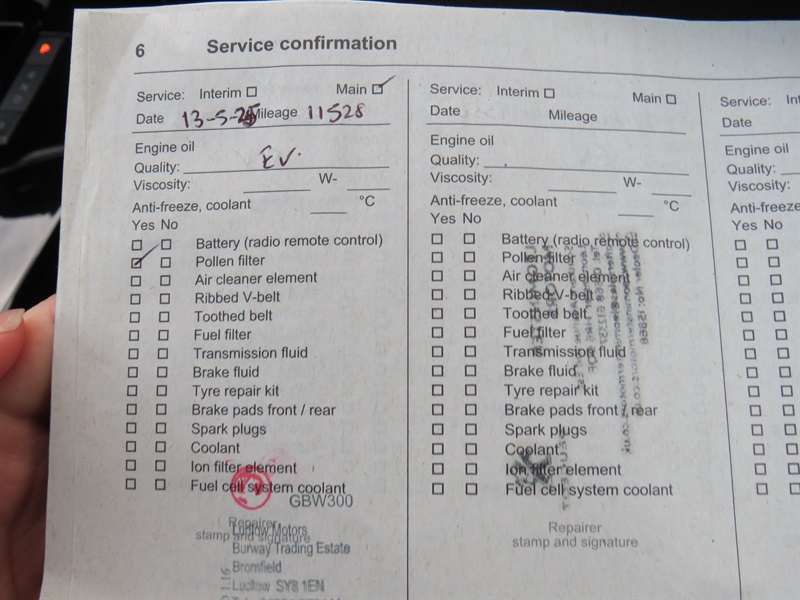 6 Service confirmation
Service: Interim Main
Date 13-5-25 Mileage 11528
Engine oil
Quality: EV.
Viscosity: W-
Anti-freeze, coolant °C
Yes No
Battery (radio remote control)
Pollen filter
Air cleaner element
Ribbed V-belt
Toothed belt
Fuel filter
Transmission fluid
Brake fluid
Tyre repair kit
Brake pads front / rear
Spark plugs
Coolant
Ion filter element
Fuel cell system coolant
GBW300
Repairer
stamp and signature
Ludlow Motors
Burway Trading Estate
Bromfield
Ludlow SY8 1EN
Service: Interim Main
Date Mileage
Engine oil
Quality:
Viscosity: W-
Anti-freeze, coolant °C
Yes No
Battery (radio remote control)
Pollen filter
Air cleaner element
Ribbed V-belt
Toothed belt
Fuel filter
Transmission fluid
Brake fluid
Tyre repair kit
Brake pads front / rear
Spark plugs
Coolant
Ion filter element
Fuel cell system coolant
Repairer
stamp and signature
Service: Int
Date
Engine oil
Quality:
Viscosity:
Anti-freeze
Yes No